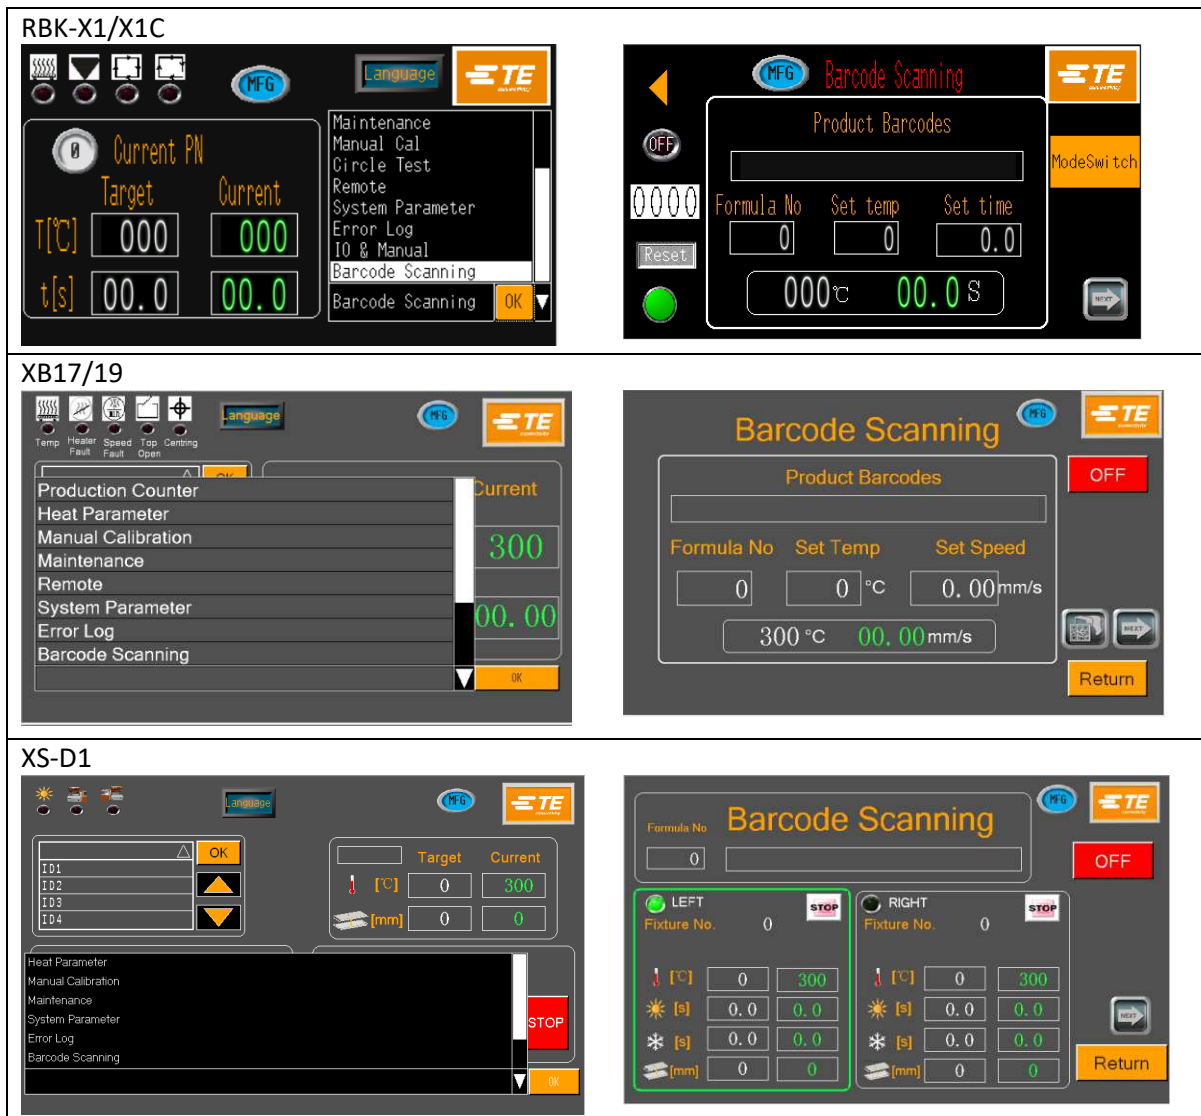 RBK-X1/X1C
MFG
Language
TE
connectivity
0 Current PN
Target Current
T[℃] 000 000
t[s] 00.0 00.0
Maintenance
Manual Cal
Circle Test
Remote
System Parameter
Error Log
IO & Manual
Barcode Scanning
Barcode Scanning OK
MFG Barcode Scanning
TE
connectivity
OFF
0000
Reset
Product Barcodes
Formula No Set temp Set time
0 0 0.0
000℃ 00.0 S
ModeSwitch
NEXT
XB17/19
Temp Heater Fault Speed Fault Top Open Centring
Language
MFG
TE
connectivity
OK
Current
300
00.00
Production Counter
Heat Parameter
Manual Calibration
Maintenance
Remote
System Parameter
Error Log
Barcode Scanning
OK
Barcode Scanning
MFG
TE
connectivity
Product Barcodes
OFF
Formula No Set Temp Set Speed
0 0 °C 0.00mm/s
300 °C 00.00mm/s
NEXT
Return
XS-D1
Language
MFG
TE
connectivity
OK
ID1
ID2
ID3
ID4
Target Current
[℃] 0 300
[mm] 0 0
Heat Parameter
Manual Calibration
Maintenance
System Parameter
Error Log
Barcode Scanning
STOP
OK
Formula No Barcode Scanning
0
MFG
TE
connectivity
OFF
LEFT STOP
Fixture No. 0
[℃] 0 300
[s] 0.0 0.0
[s] 0.0 0.0
[mm] 0 0
RIGHT STOP
Fixture No. 0
[℃] 0 300
[s] 0.0 0.0
[s] 0.0 0.0
[mm] 0 0
NEXT
Return